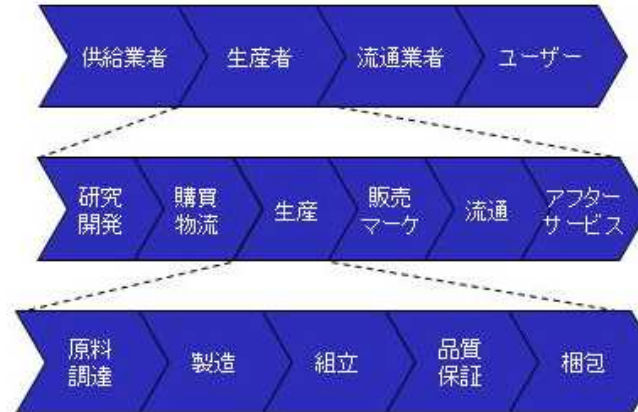 供給業者 生産者 流通業者 ユーザー
研究 開発
購買 物流
生産
販売 マーケ
流通
アフター サービス
原料 調達
製造
組立
品質 保証
梱包